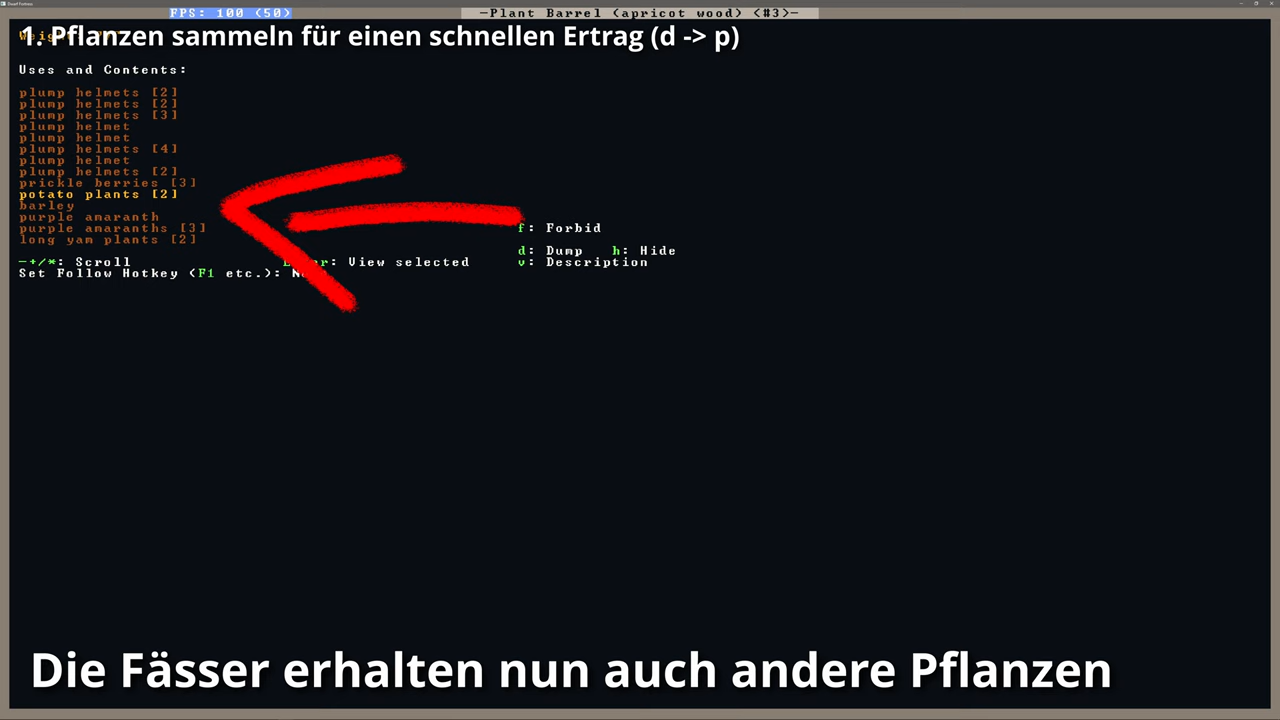 Dwarf Fortress
FPS: 100 (50)
-Plant Barrel (apricot wood) <#3>-
1. Pflanzen sammeln für einen schnellen Ertrag (d -> p)
Uses and Contents:
plump helmets [2]
plump helmets [2]
plump helmets [3]
plump helmet
plump helmet
plump helmets [4]
plump helmet
plump helmets [2]
prickle berries [3]
potato plants [2]
barley
purple amaranth
purple amaranths [3]
f: Forbid
long yam plants [2]
d: Dump h: Hide
-+/*: Scroll
: View selected
v: Description
Set Follow Hotkey (F1 etc.):
Die Fässer erhalten nun auch andere Pflanzen